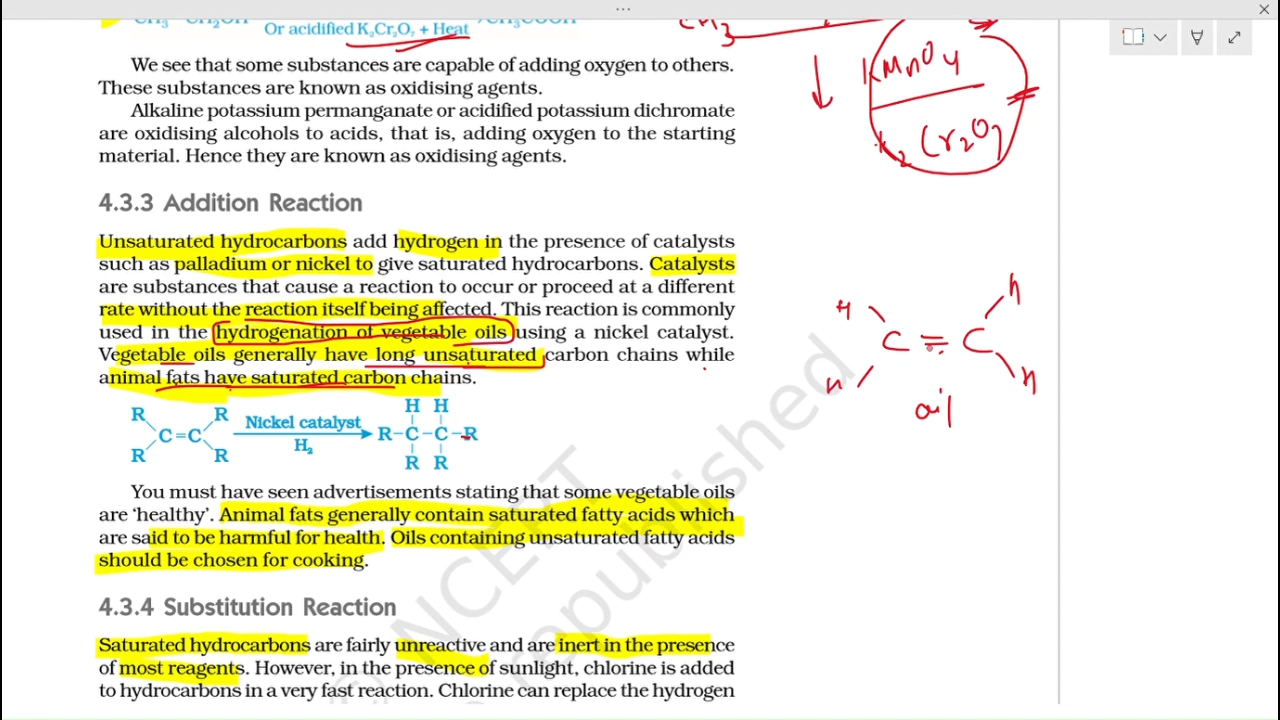 CH3–CH2OH
Or acidified K2Cr2O7 + Heat
CH3COOH
We see that some substances are capable of adding oxygen to others.
These substances are known as oxidising agents.
Alkaline potassium permanganate or acidified potassium dichromate
are oxidising alcohols to acids, that is, adding oxygen to the starting
material. Hence they are known as oxidising agents.
4.3.3 Addition Reaction
Unsaturated hydrocarbons add hydrogen in the presence of catalysts
such as palladium or nickel to give saturated hydrocarbons. Catalysts
are substances that cause a reaction to occur or proceed at a different
rate without the reaction itself being affected. This reaction is commonly
used in the hydrogenation of vegetable oils using a nickel catalyst.
Vegetable oils generally have long unsaturated carbon chains while
animal fats have saturated carbon chains.
R R H H
C=C Nickel catalyst R–C–C–R
H2
R R R R
You must have seen advertisements stating that some vegetable oils
are ‘healthy’. Animal fats generally contain saturated fatty acids which
are said to be harmful for health. Oils containing unsaturated fatty acids
should be chosen for cooking.
4.3.4 Substitution Reaction
Saturated hydrocarbons are fairly unreactive and are inert in the presence
of most reagents. However, in the presence of sunlight, chlorine is added
to hydrocarbons in a very fast reaction. Chlorine can replace the hydrogen
CH3
KMnO4
K2Cr2O7
H H
C = C
H H
oil
NCERT
republished